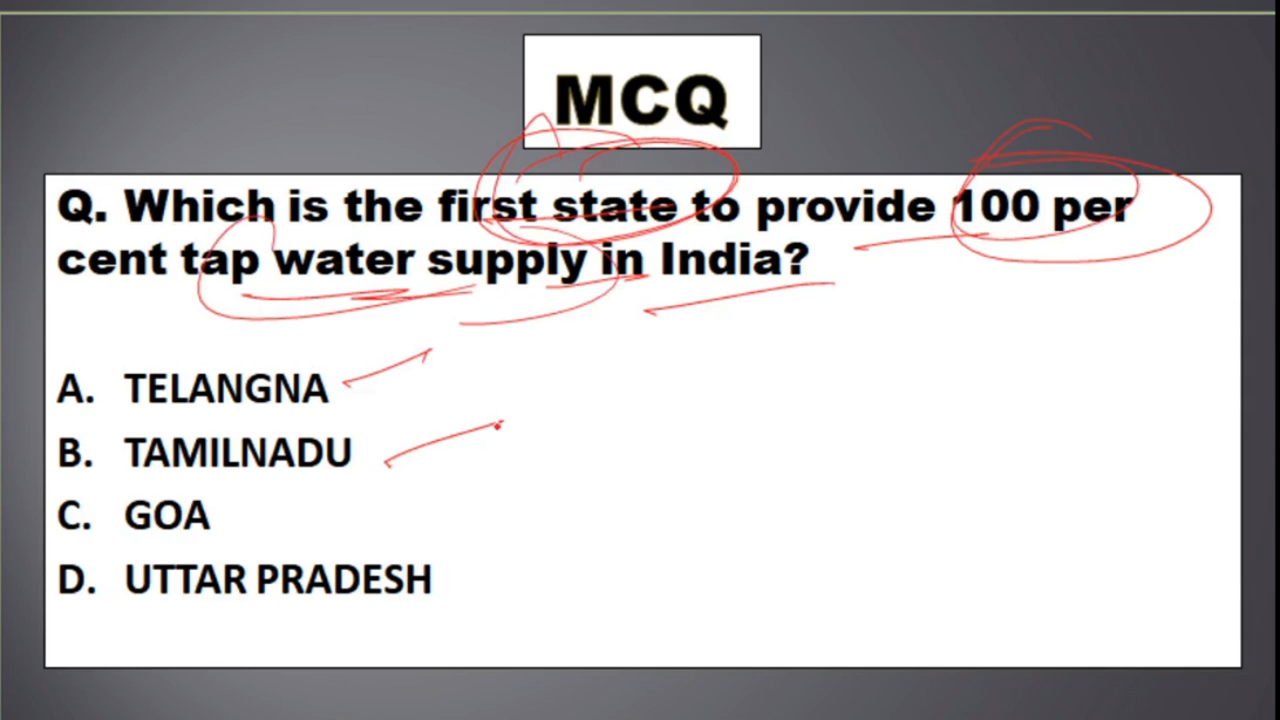 MCQ
Q. Which is the first state to provide 100 per
cent tap water supply in India?
A. TELANGNA
B. TAMILNADU
C. GOA
D. UTTAR PRADESH